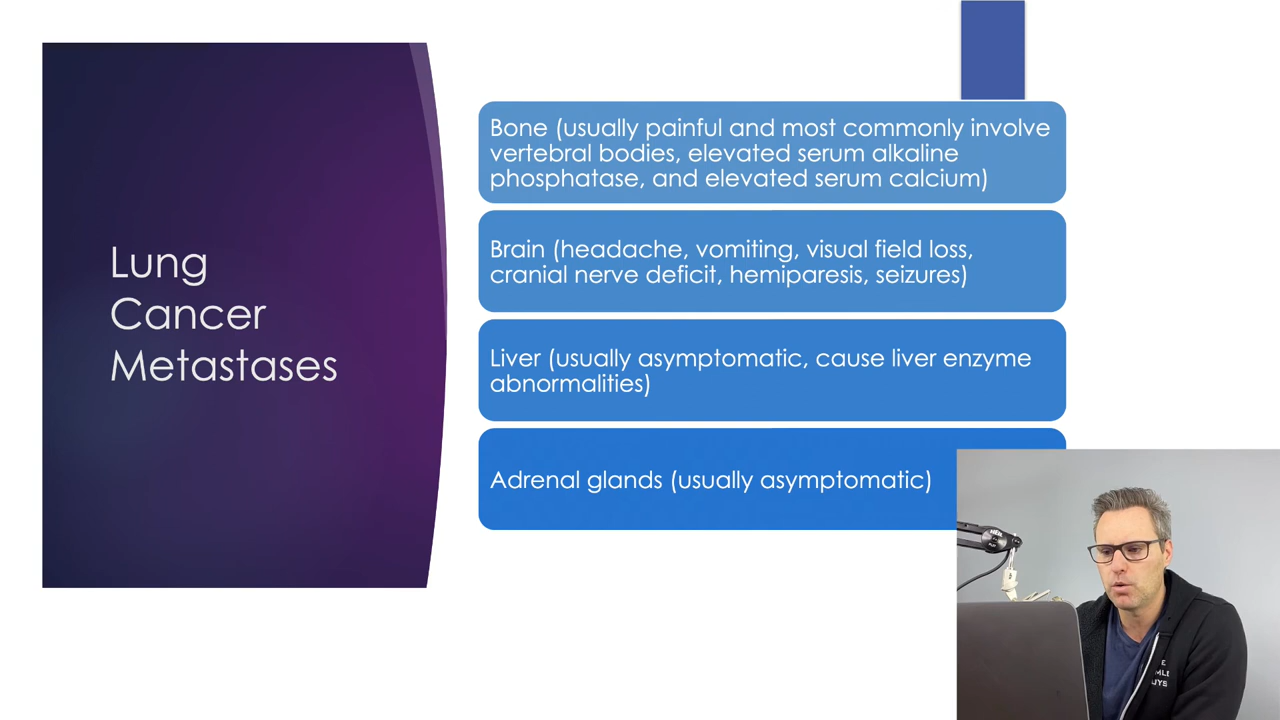 Lung
Cancer
Metastases
Bone (usually painful and most commonly involve
vertebral bodies, elevated serum alkaline
phosphatase, and elevated serum calcium)
Brain (headache, vomiting, visual field loss,
cranial nerve deficit, hemiparesis, seizures)
Liver (usually asymptomatic, cause liver enzyme
abnormalities)
Adrenal glands (usually asymptomatic)